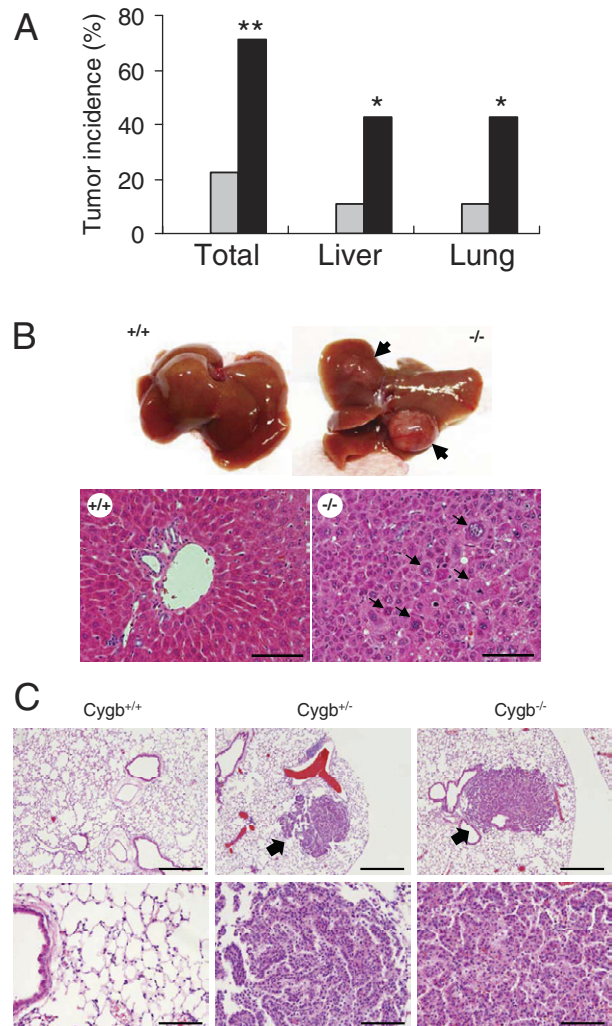 A
Tumor incidence (%)
80
60
40
20
0
**
*
*
Total Liver Lung
B
+/+
-/-
+/+
-/-
C
Cygb+/+ Cygb+/- Cygb-/-